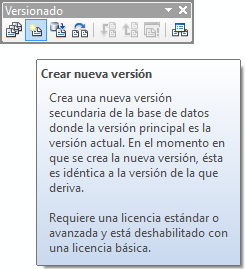 Versionado
Crear nueva versión
Crea una nueva versión
secundaria de la base de datos
donde la versión principal es la
versión actual. En el momento en
que se crea la nueva versión, ésta
es idéntica a la versión de la que
deriva.
Requiere una licencia estándar o
avanzada y está deshabilitado con
una licencia básica.